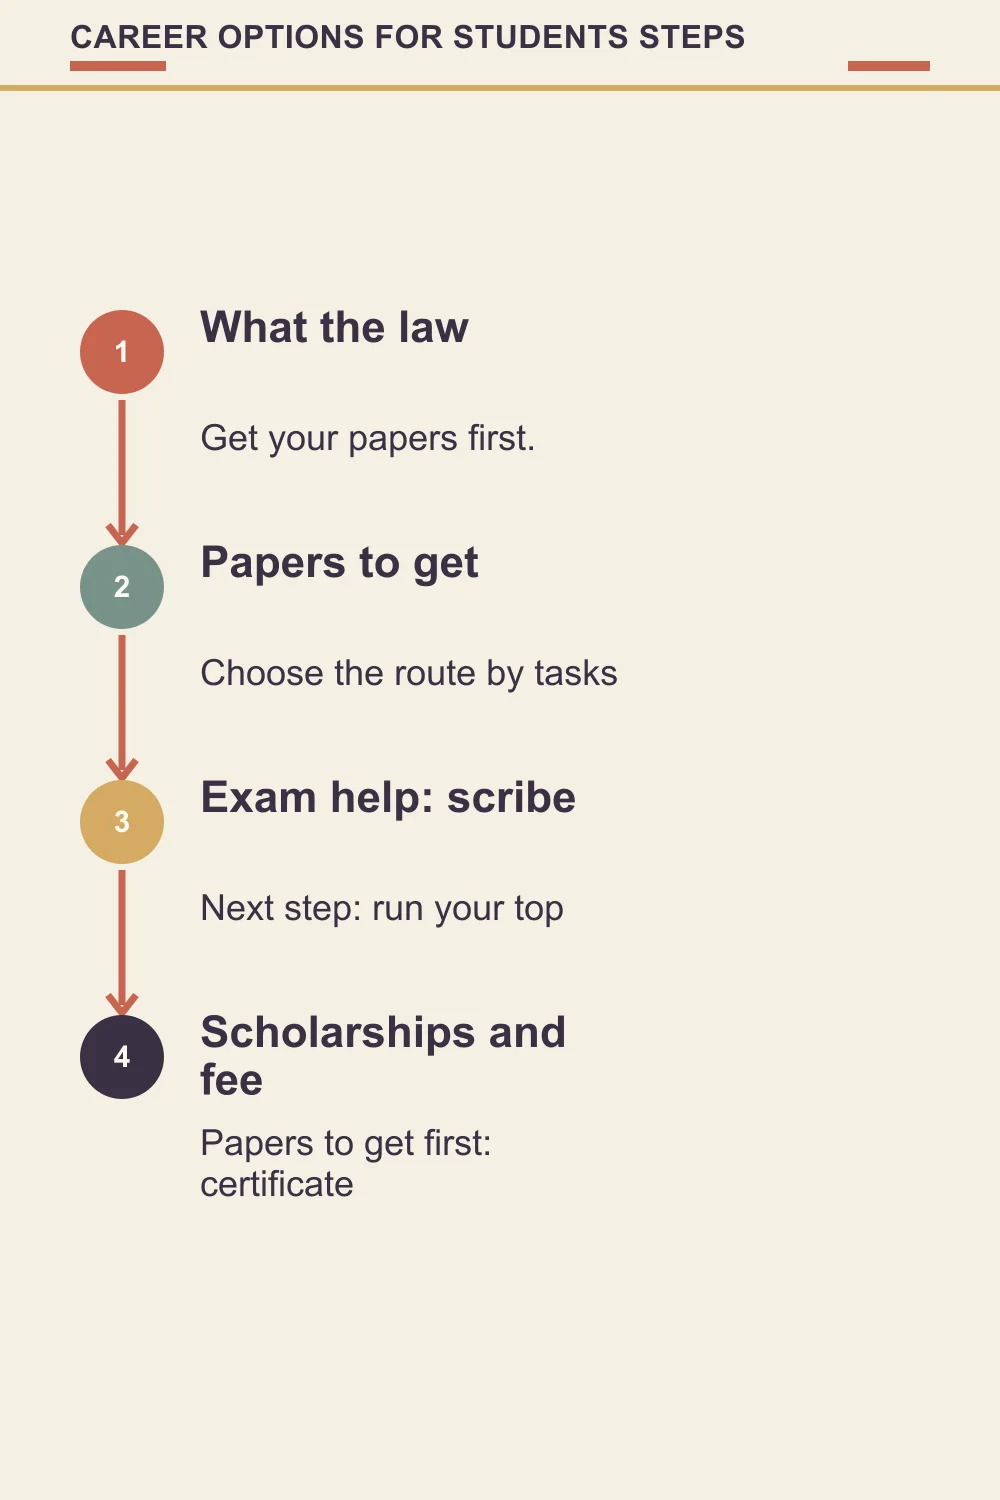 CAREER OPTIONS FOR STUDENTS STEPS
1
What the law
Get your papers first.
2
Papers to get
Choose the route by tasks
3
Exam help: scribe
Next step: run your top
4
Scholarships and
fee
Papers to get first:
certificate